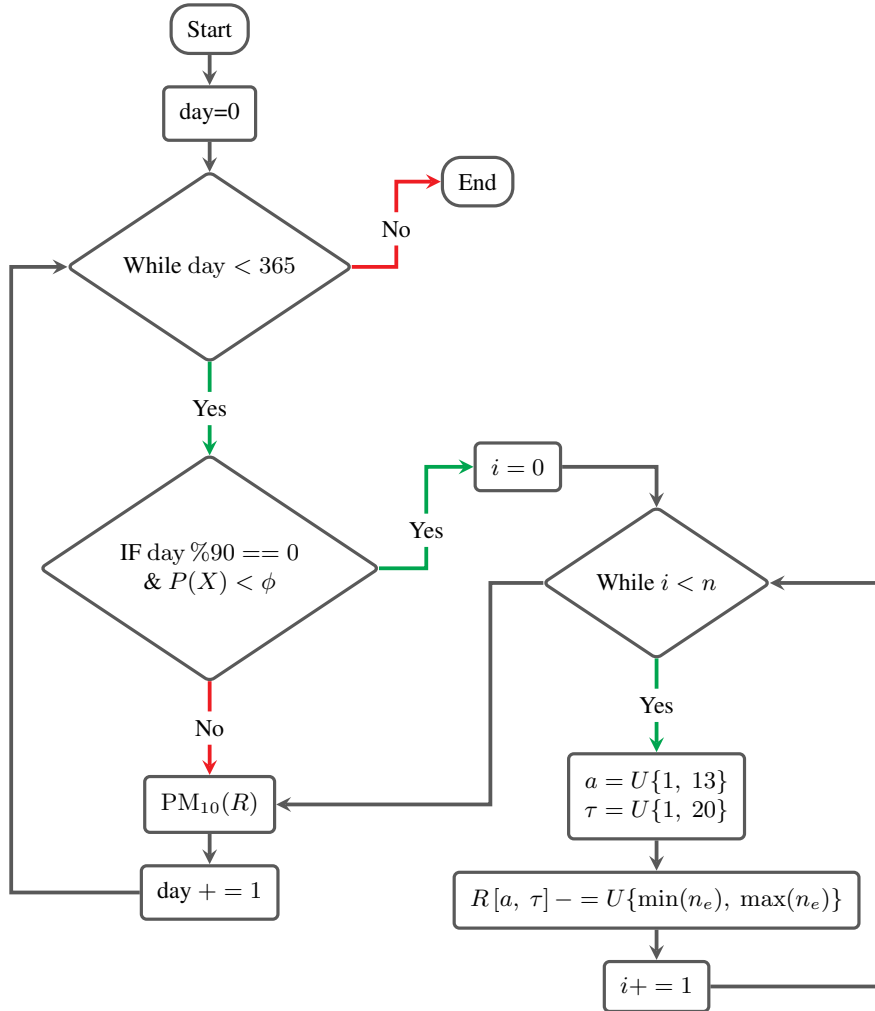 Start
day=0
While day < 365
No
End
Yes
IF day %90 == 0
& P(X) < ϕ
Yes
i = 0
While i < n
No
Yes
PM₁₀(R)
a = U{1, 13}
τ = U{1, 20}
day + = 1
R [a, τ] − = U{min(nₑ), max(nₑ)}
i+ = 1